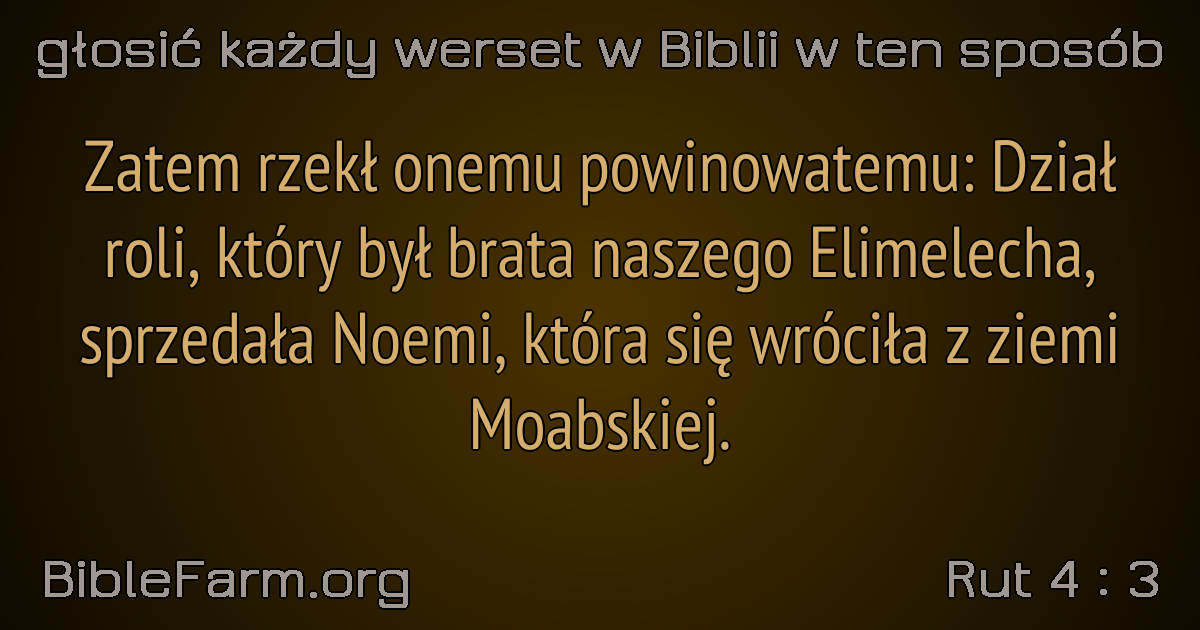 głosić każdy werset w Biblii w ten sposób
Zatem rzekł onemu powinowatemu: Dział
roli, który był brata naszego Elimelecha,
sprzedała Noemi, która się wróciła z ziemi
Moabskiej.
BibleFarm.org
Rut 4 : 3